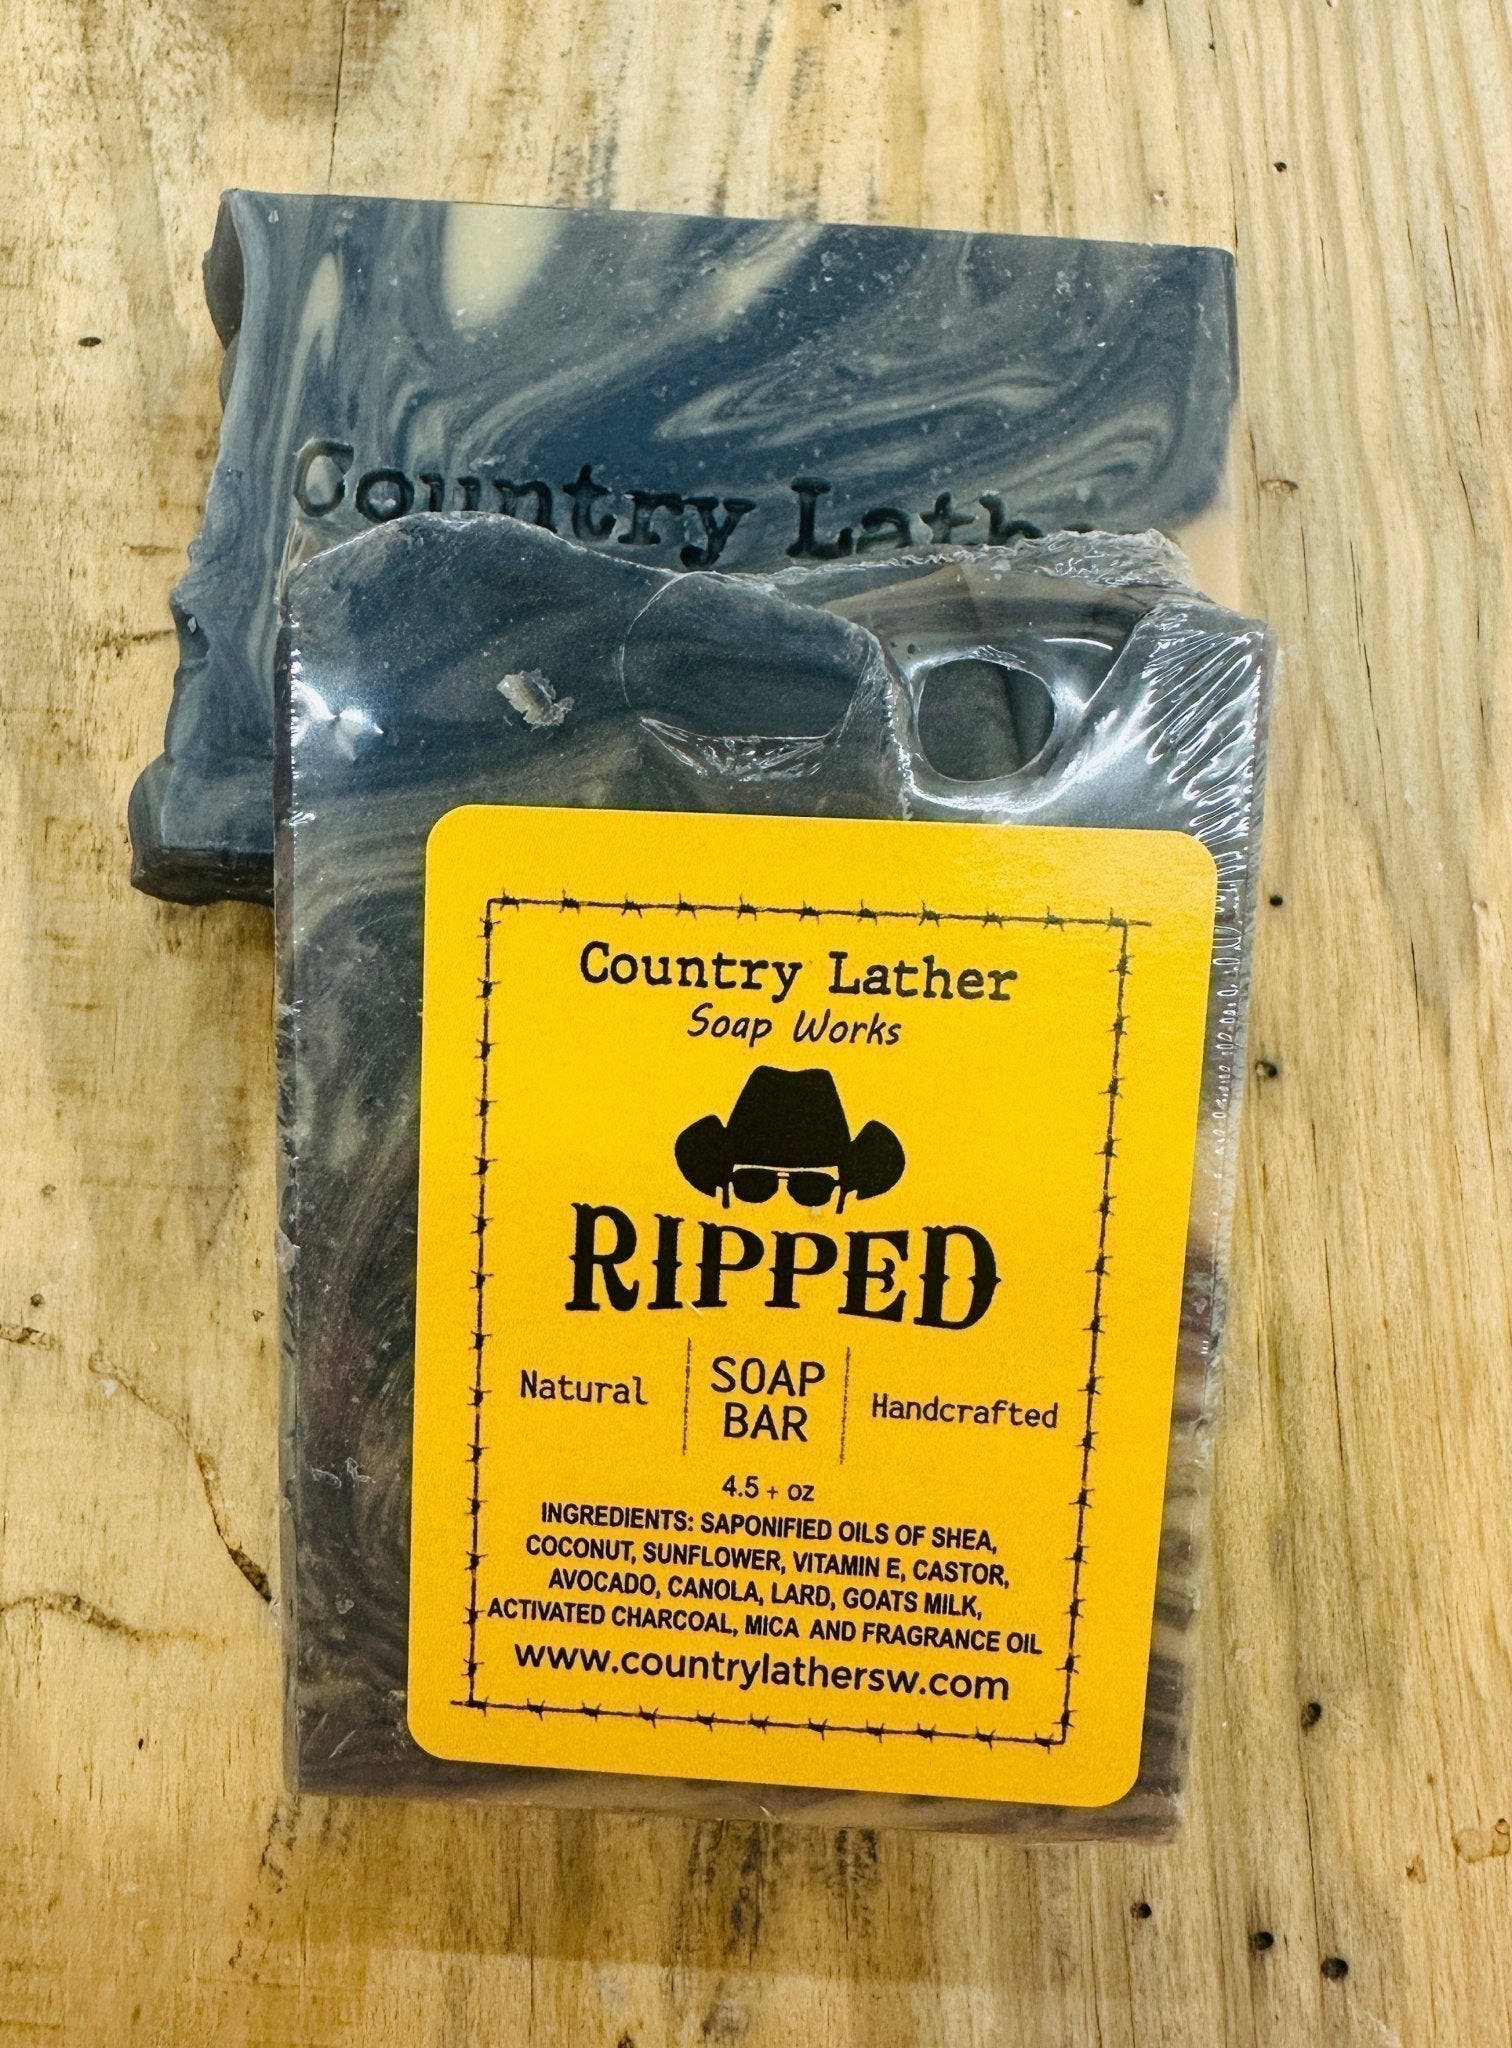 Country Lather
Country Lather
Soap Works
RIPPED
Natural
SOAP
BAR
Handcrafted
4.5 + oz
INGREDIENTS: SAPONIFIED OILS OF SHEA,
COCONUT, SUNFLOWER, VITAMIN E, CASTOR,
AVOCADO, CANOLA, LARD, GOATS MILK,
ACTIVATED CHARCOAL, MICA AND FRAGRANCE OIL
www.countrylathersw.com